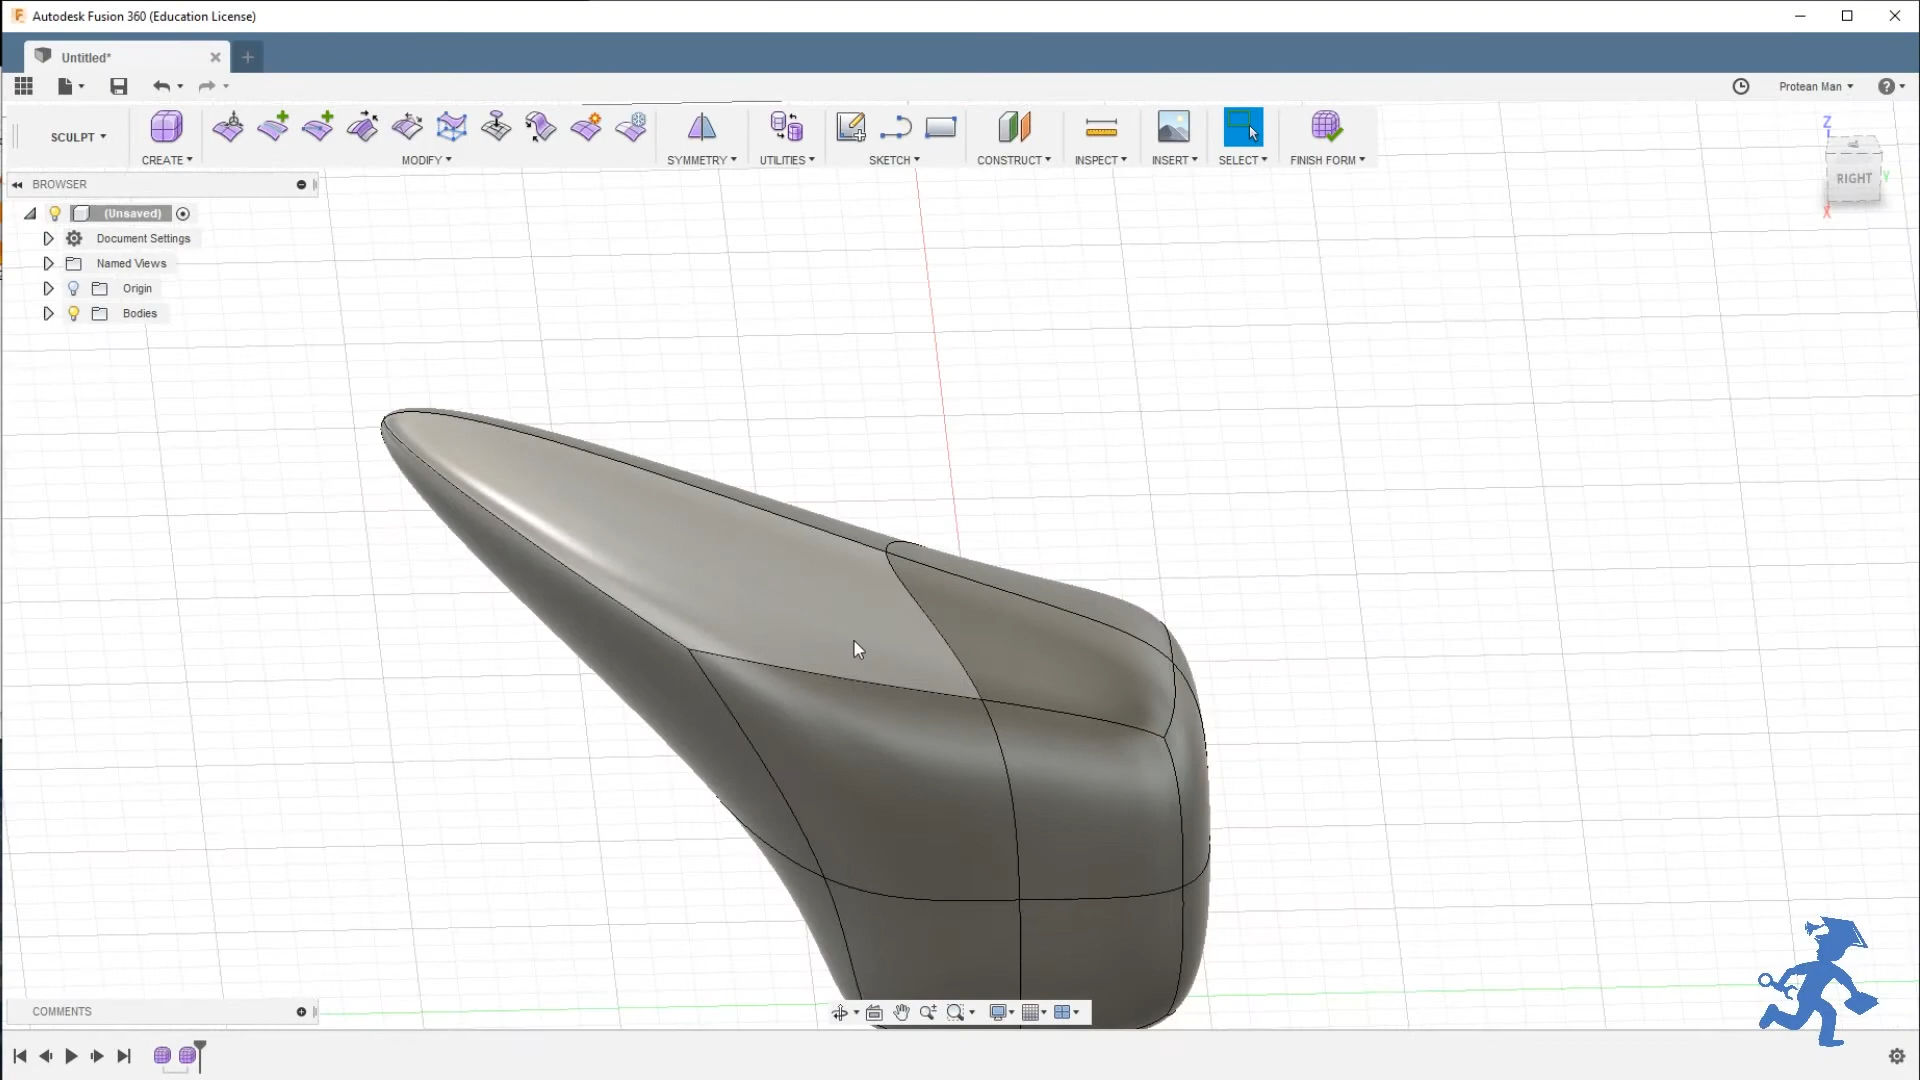 Autodesk Fusion 360 (Education License)
Untitled*
Protean Man
SCULPT
CREATE
MODIFY
SYMMETRY
UTILITIES
SKETCH
CONSTRUCT
INSPECT
INSERT
SELECT
FINISH FORM
BROWSER
(Unsaved)
Document Settings
Named Views
Origin
Bodies
Z
RIGHT
Y
X
COMMENTS